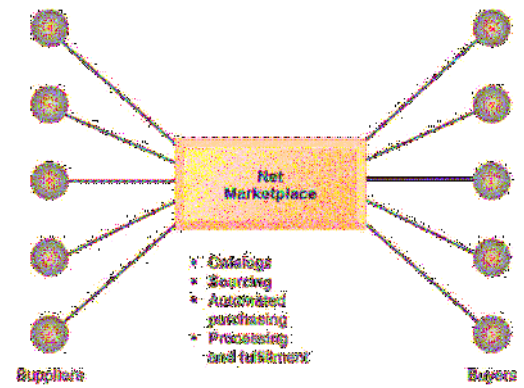 Net
Marketplace
• Catalogs
• Sourcing
• Automated
purchasing
• Processing
and fulfillment
Suppliers
Buyers